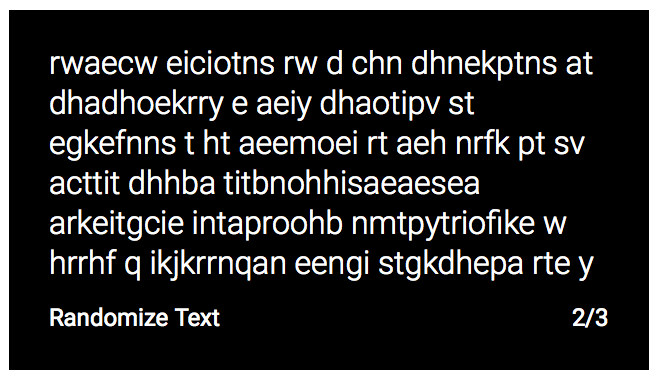 rwaecw eiciotns rw d chn dhnekptns at
dhadhoekrry e aeiy dhaotipv st
egkefnns t ht aeemoei rt aeh nrfk pt sv
acttit dhhba titbnohhisaeaesea
arkeitgcie intaproohb nmtpytriofike w
hrrhf q ikjkrrnqan eengi stgkdhepa rte y
Randomize Text 2/3